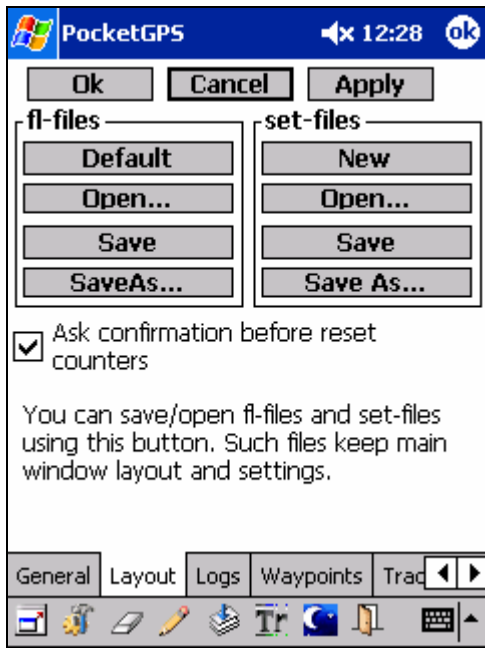 PocketGPS 12:28 ok
Ok Cancel Apply
fl-files set-files
Default New
Open... Open...
Save Save
SaveAs... Save As...
Ask confirmation before reset
counters
You can save/open fl-files and set-files
using this button. Such files keep main
window layout and settings.
General Layout Logs Waypoints Trac
Tr